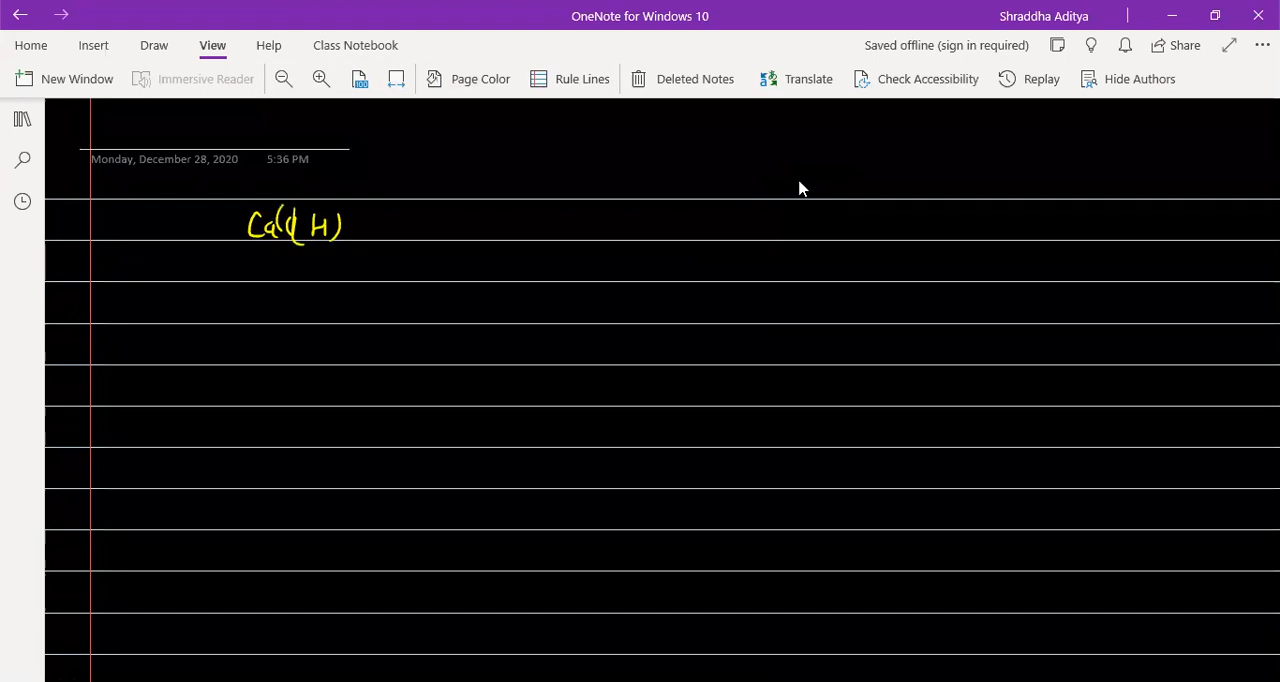 OneNote for Windows 10
Shraddha Aditya
Home Insert Draw View Help Class Notebook
Saved offline (sign in required) Share
New Window Immersive Reader Page Color Rule Lines Deleted Notes Translate Check Accessibility Replay Hide Authors
Monday, December 28, 2020 5:36 PM